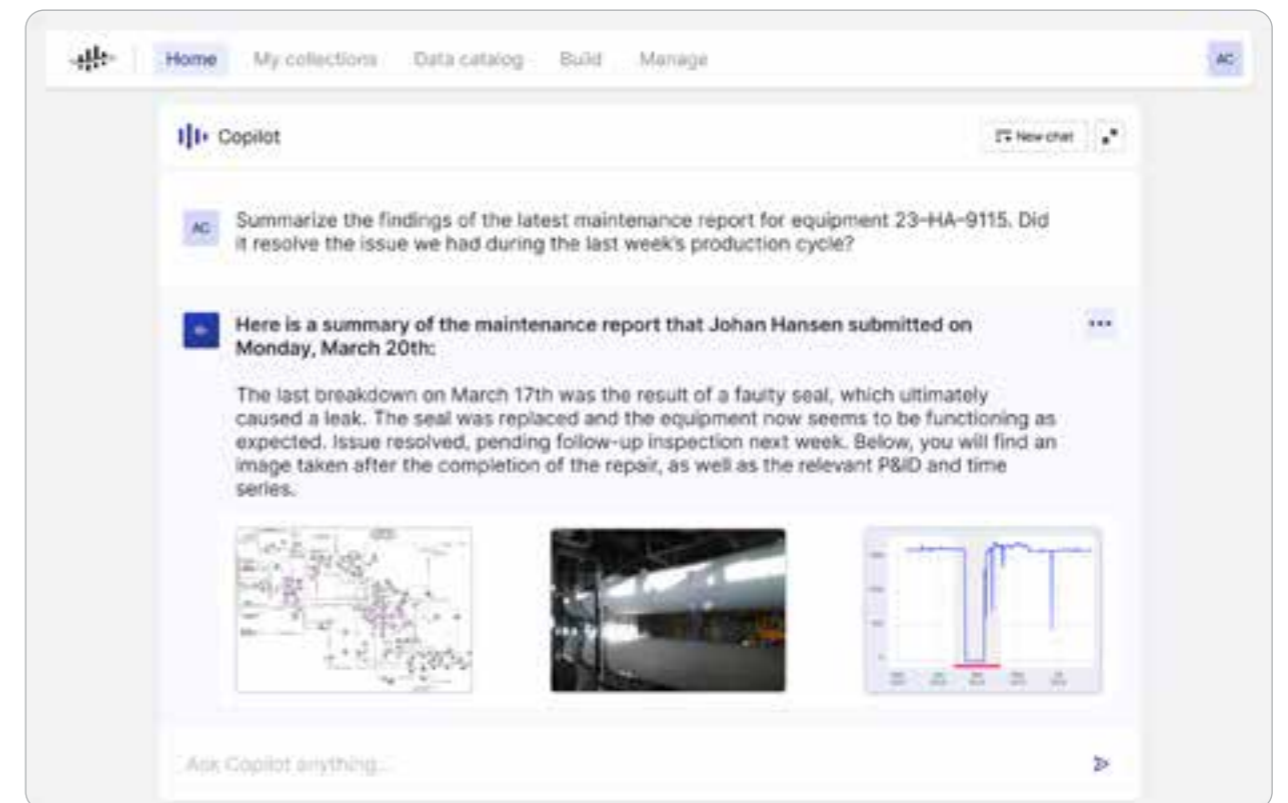 Home My collections Data catalog Build Manage AC
Copilot New chat
AC Summarize the findings of the latest maintenance report for equipment 23-HA-9115. Did
it resolve the issue we had during the last week's production cycle?
Here is a summary of the maintenance report that Johan Hansen submitted on
Monday, March 20th:
The last breakdown on March 17th was the result of a faulty seal, which ultimately
caused a leak. The seal was replaced and the equipment now seems to be functioning as
expected. Issue resolved, pending follow-up inspection next week. Below, you will find an
image taken after the completion of the repair, as well as the relevant P&ID and time
series.
Ask Copilot anything...